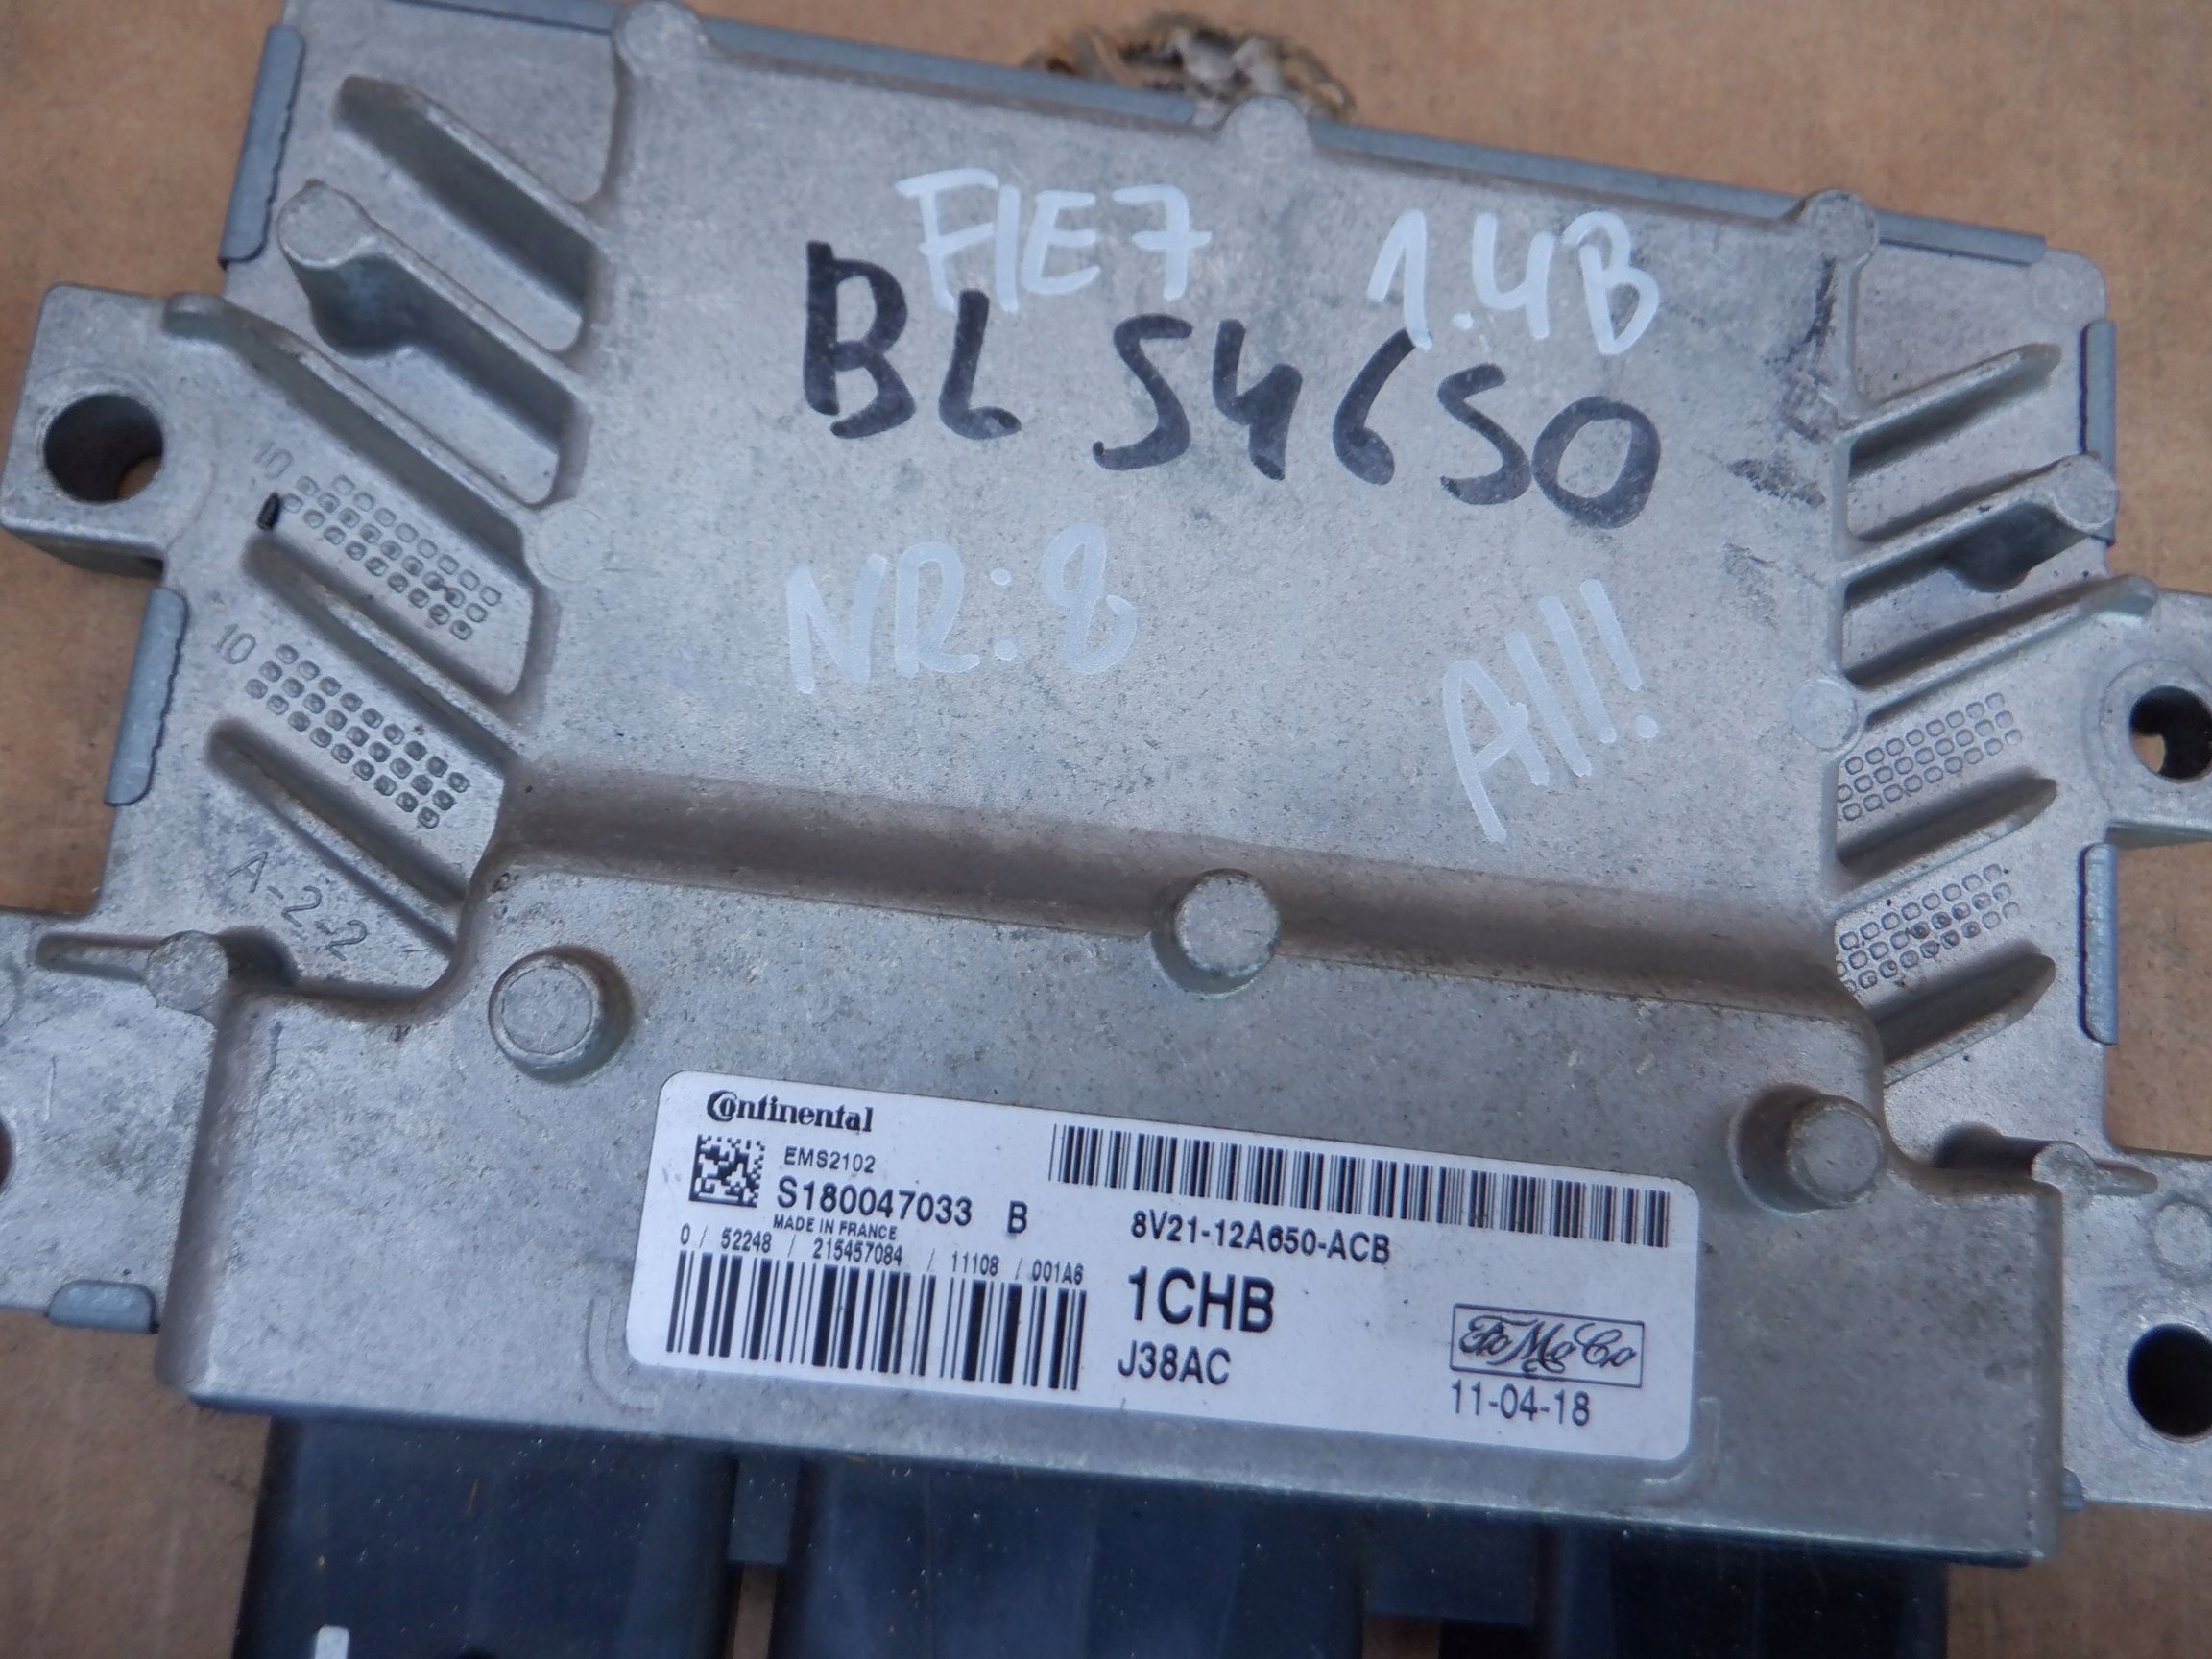 FIE7 1.4B
BL 54650
NR:8
A!!!
10
10
A-2-2
Continental
EMS2102
S180047033 B
MADE IN FRANCE
0 / 52248 / 215457084 / 11108 / 001A6
8V21-12A650-ACB
1CHB
J38AC
FoMoCo
11-04-18